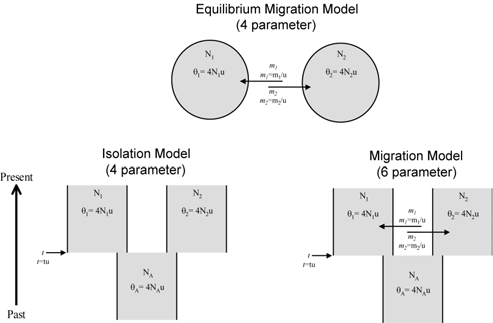 Equilibrium Migration Model
(4 parameter)
N1
θ1= 4N1u
m1
m1=m1/u
m2
m2=m2/u
N2
θ2= 4N2u
Isolation Model
(4 parameter)
Migration Model
(6 parameter)
Present
Past
N1
θ1= 4N1u
N2
θ2= 4N2u
t
t=tu
NA
θA= 4NAu
N1
θ1= 4N1u
m1
m1=m1/u
m2
m2=m2/u
N2
θ2= 4N2u
t
t=tu
NA
θA= 4NAu